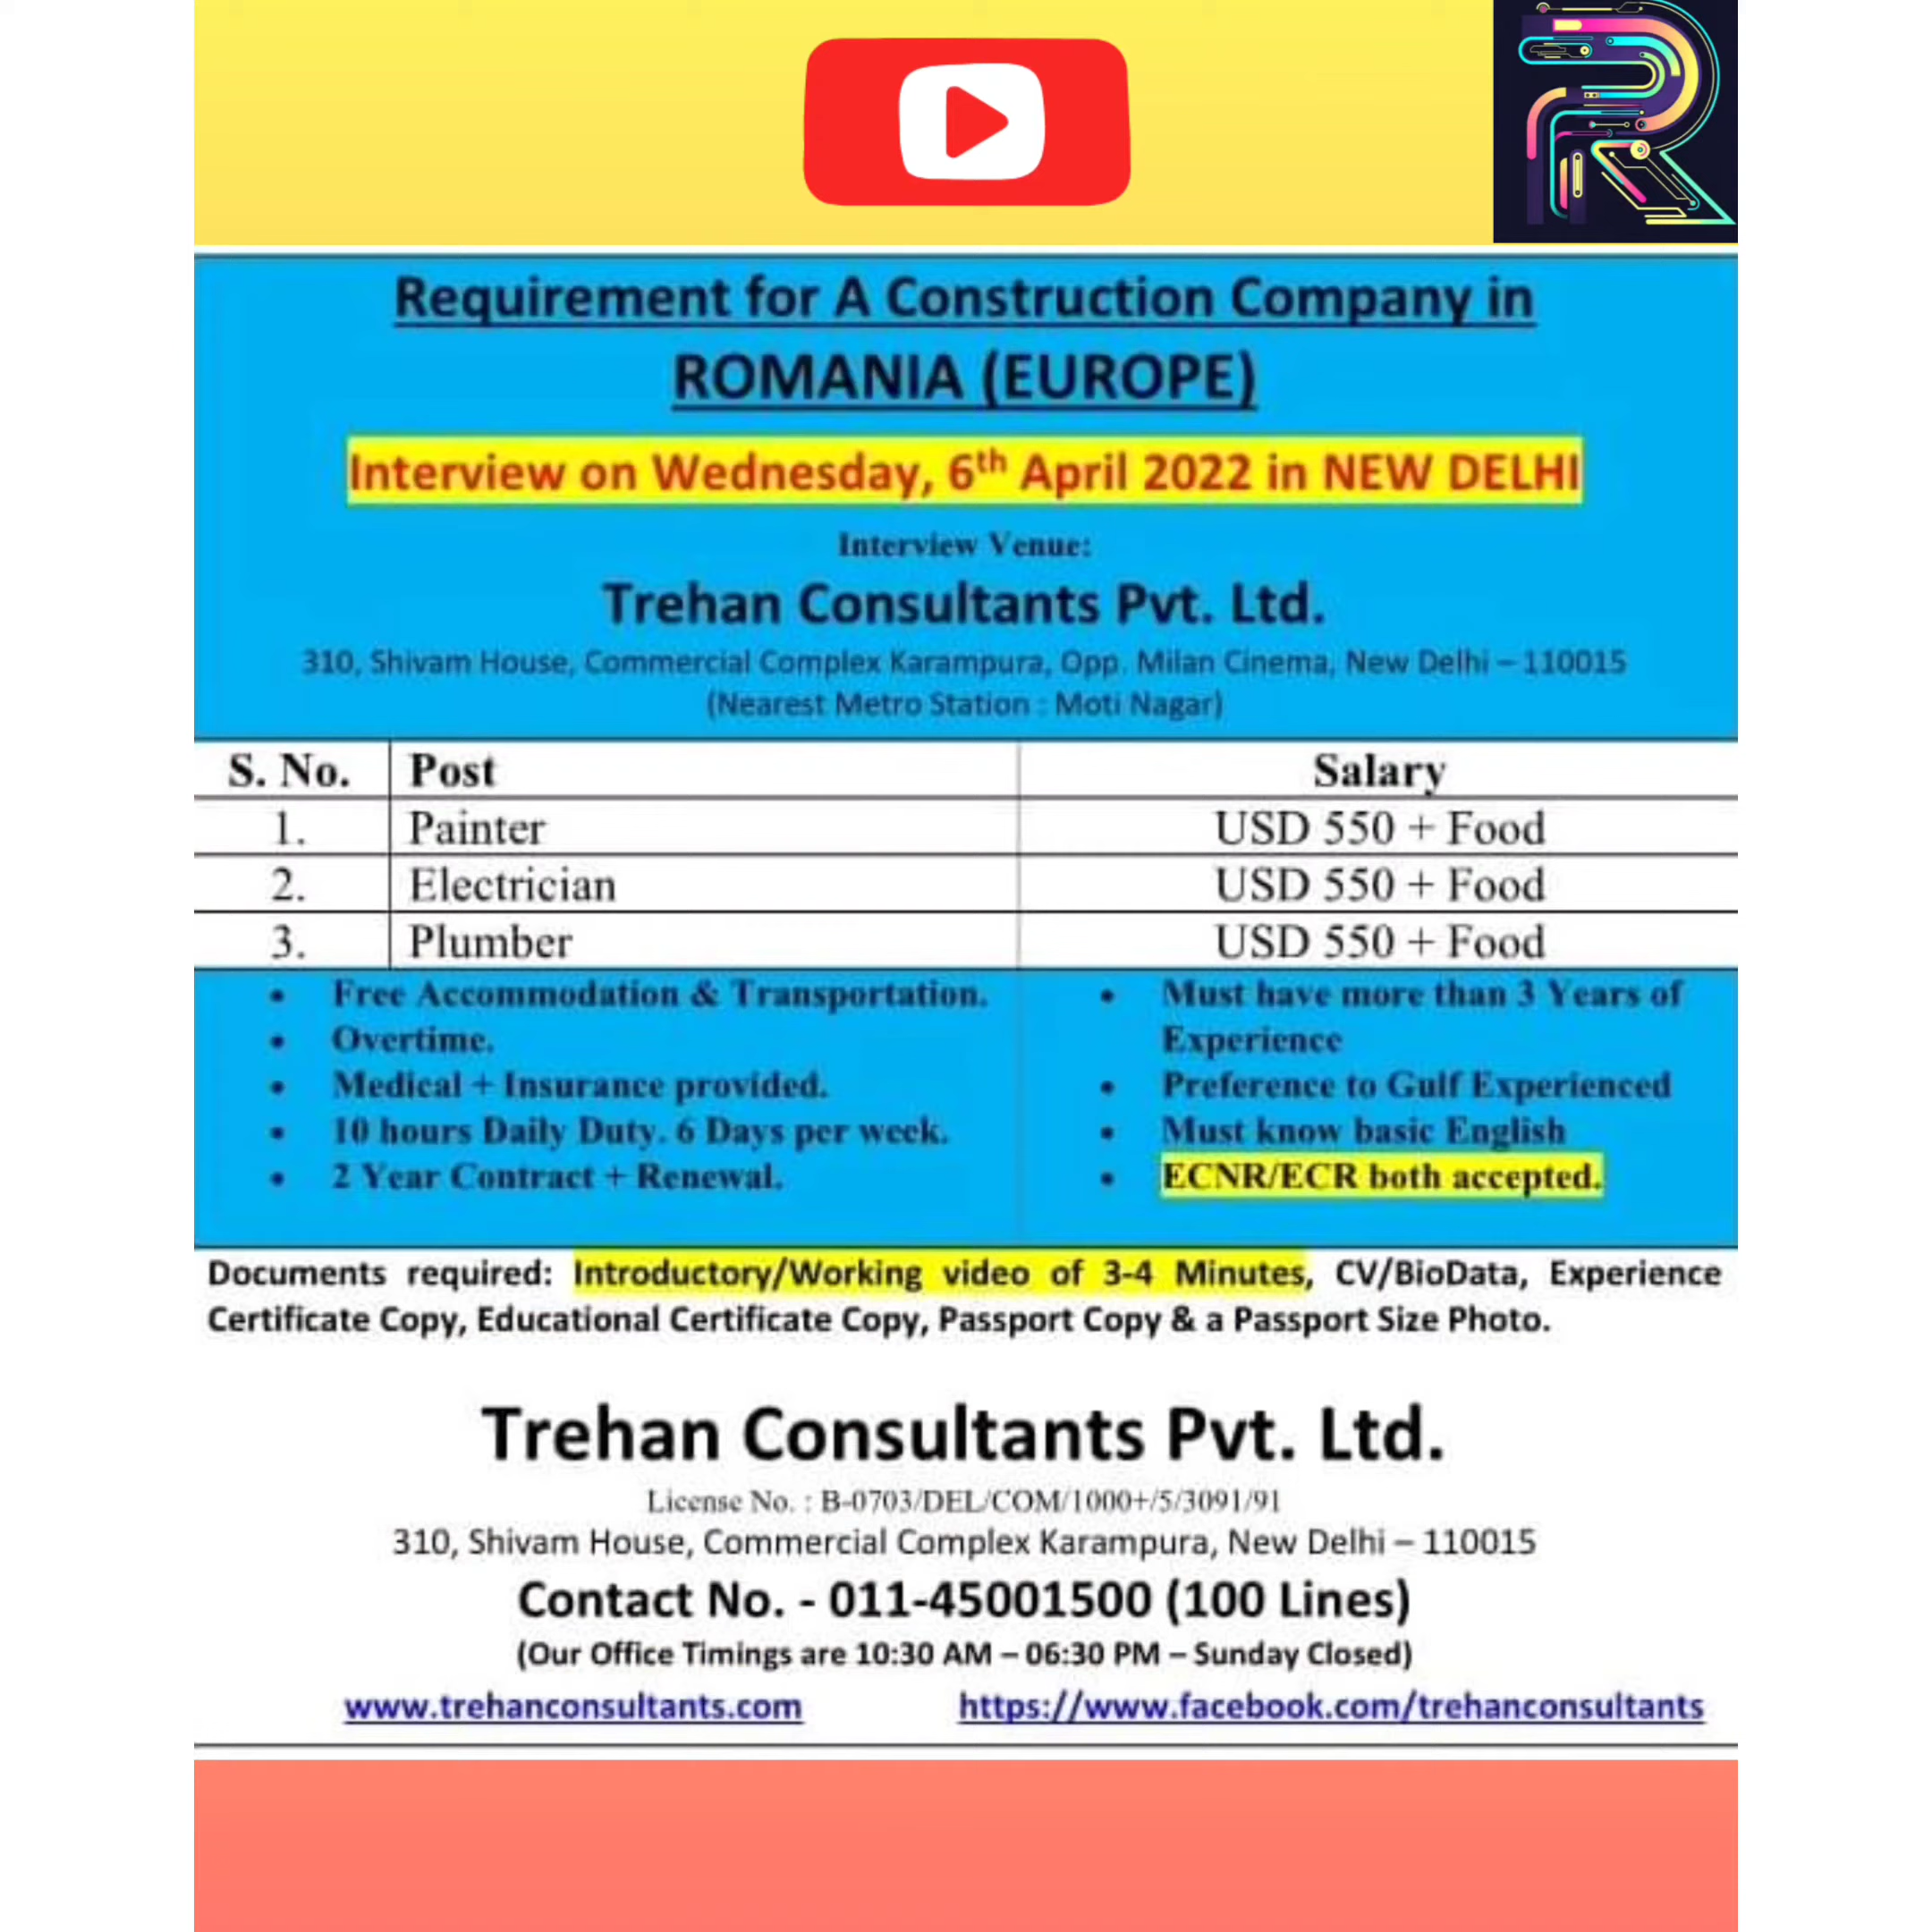 Requirement for A Construction Company in
ROMANIA (EUROPE)
Interview on Wednesday, 6th April 2022 in NEW DELHI
Interview Venue:
Trehan Consultants Pvt. Ltd.
310, Shivam House, Commercial Complex Karampura, Opp. Milan Cinema, New Delhi – 110015
(Nearest Metro Station : Moti Nagar)
S. No. Post Salary
1. Painter USD 550 + Food
2. Electrician USD 550 + Food
3. Plumber USD 550 + Food
• Free Accommodation & Transportation.
• Overtime.
• Medical + Insurance provided.
• 10 hours Daily Duty. 6 Days per week.
• 2 Year Contract + Renewal.
• Must have more than 3 Years of
Experience
• Preference to Gulf Experienced
• Must know basic English
• ECNR/ECR both accepted.
Documents required: Introductory/Working video of 3-4 Minutes, CV/BioData, Experience
Certificate Copy, Educational Certificate Copy, Passport Copy & a Passport Size Photo.
Trehan Consultants Pvt. Ltd.
License No. : B-0703/DEL/COM/1000+/5/3091/91
310, Shivam House, Commercial Complex Karampura, New Delhi – 110015
Contact No. - 011-45001500 (100 Lines)
(Our Office Timings are 10:30 AM – 06:30 PM – Sunday Closed)
www.trehanconsultants.com https://www.facebook.com/trehanconsultants